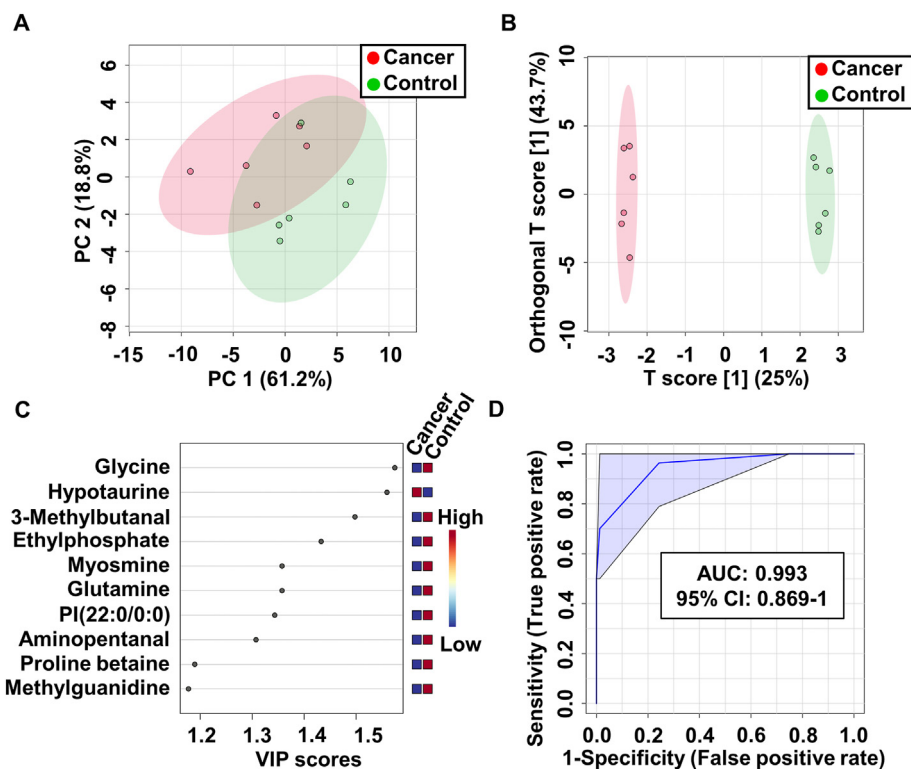 A
Cancer
Control
6
4
2
0
-2
-4
-6
-8
-15
-10
-5
0
5
10
PC 2 (18.8%)
PC 1 (61.2%)
B
Cancer
Control
10
5
0
-5
-10
-3
-2
-1
0
1
2
3
Orthogonal T score [1] (43.7%)
T score [1] (25%)
C
Cancer
Control
Glycine
Hypotaurine
3-Methylbutanal
Ethylphosphate
Myosmine
Glutamine
PI(22:0/0:0)
Aminopentanal
Proline betaine
Methylguanidine
High
Low
1.2
1.3
1.4
1.5
VIP scores
D
1.0
0.8
0.6
0.4
0.2
0.0
Sensitivity (True positive rate)
AUC: 0.993
95% CI: 0.869-1
0.0
0.2
0.4
0.6
0.8
1.0
1-Specificity (False positive rate)